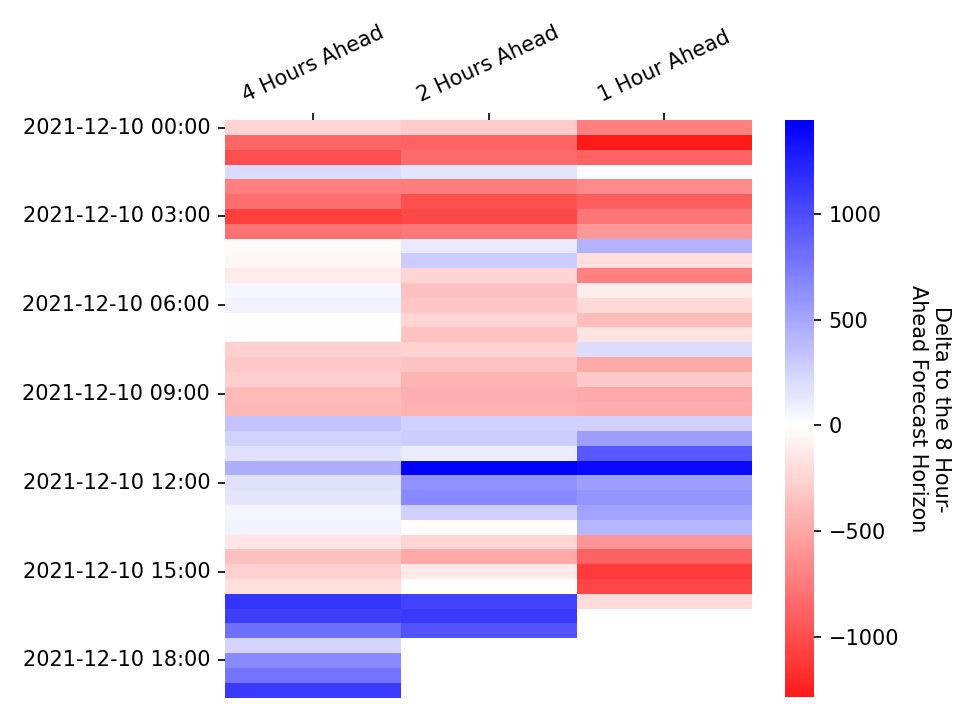 4 Hours Ahead
2 Hours Ahead
1 Hour Ahead
2021-12-10 00:00
2021-12-10 03:00
2021-12-10 06:00
2021-12-10 09:00
2021-12-10 12:00
2021-12-10 15:00
2021-12-10 18:00
1000
500
0
−500
−1000
Delta to the 8 Hour-
Ahead Forecast Horizon